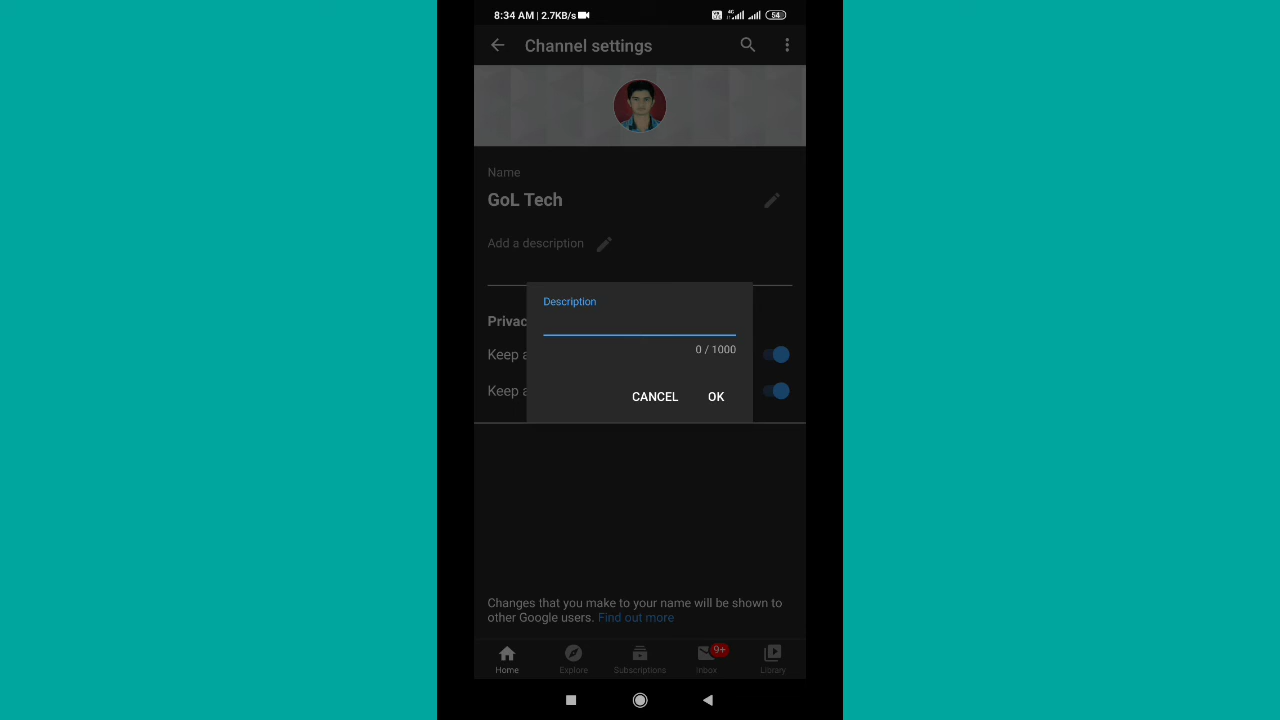 8:34 AM | 2.7KB/s
4G
54
Channel settings
Name
GoL Tech
Add a description
Description
0 / 1000
CANCEL
OK
Privac
Keep a
Keep a
Changes that you make to your name will be shown to
other Google users. Find out more
9+
Home
Explore
Subscriptions
Inbox
Library